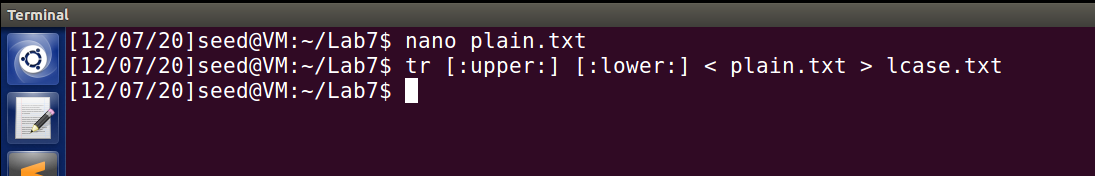 Terminal
[12/07/20]seed@VM:~/Lab7$ nano plain.txt
[12/07/20]seed@VM:~/Lab7$ tr [:upper:] [:lower:] < plain.txt > lcase.txt
[12/07/20]seed@VM:~/Lab7$